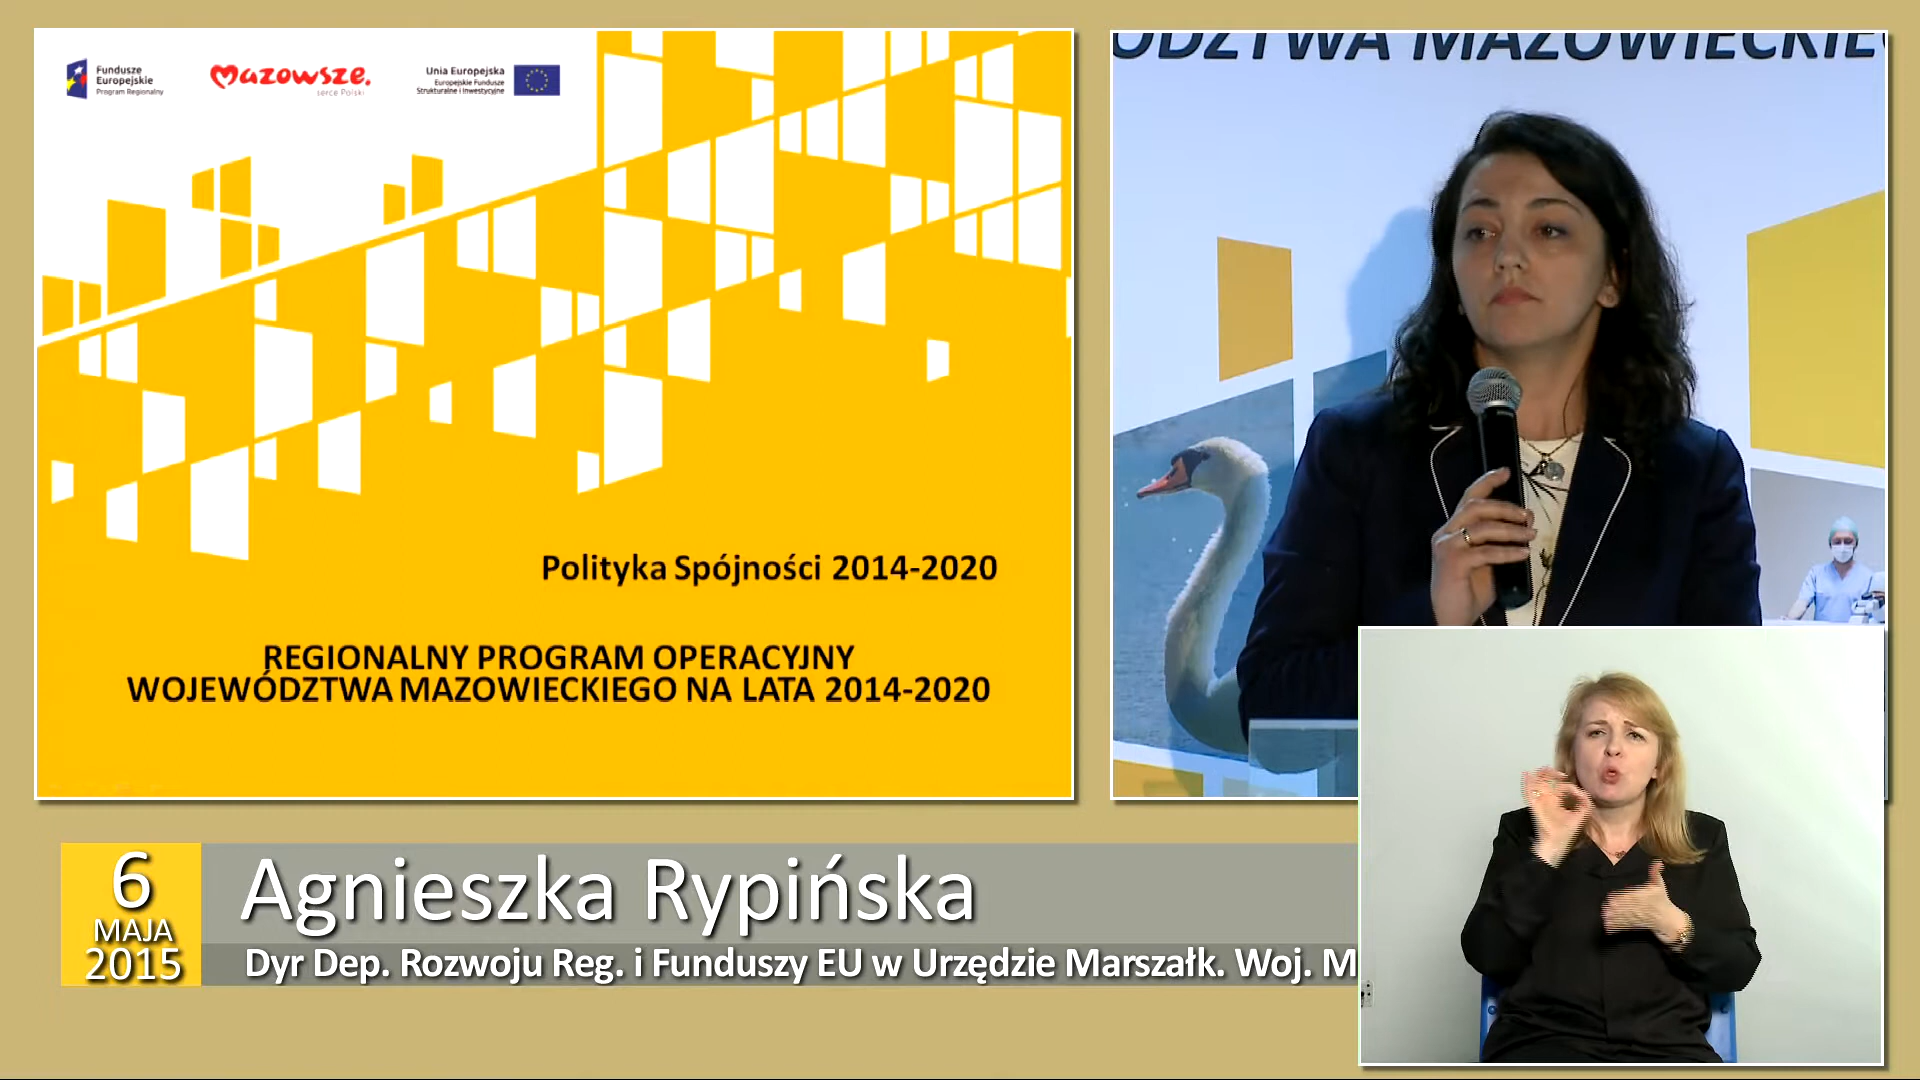 Fundusze
Europejskie
Program Regionalny
mazowsze.
serce Polski
Unia Europejska
Europejskie Fundusze
Strukturalne i Inwestycyjne
Polityka Spójności 2014-2020
REGIONALNY PROGRAM OPERACYJNY
WOJEWÓDZTWA MAZOWIECKIEGO NA LATA 2014-2020
ÓDZTWA MAZOWIECKIEG
6
MAJA
2015
Agnieszka Rypińska
Dyr Dep. Rozwoju Reg. i Funduszy EU w Urzędzie Marszałk. Woj. M